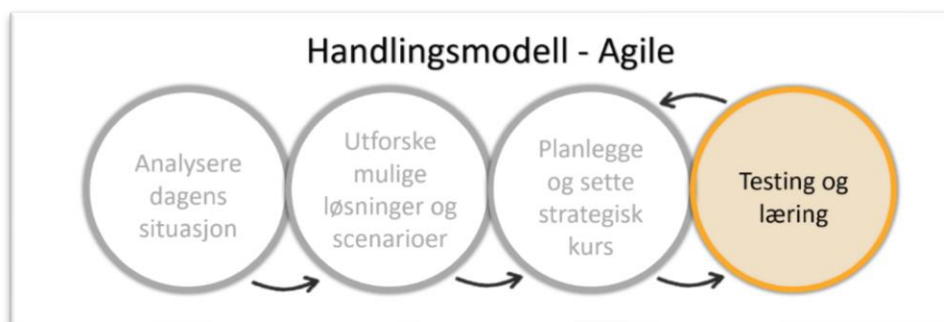 Handlingsmodell - Agile
Analysere
dagens
situasjon
Utforske
mulige
løsninger og
scenarioer
Planlegge
og sette
strategisk
kurs
Testing og
læring